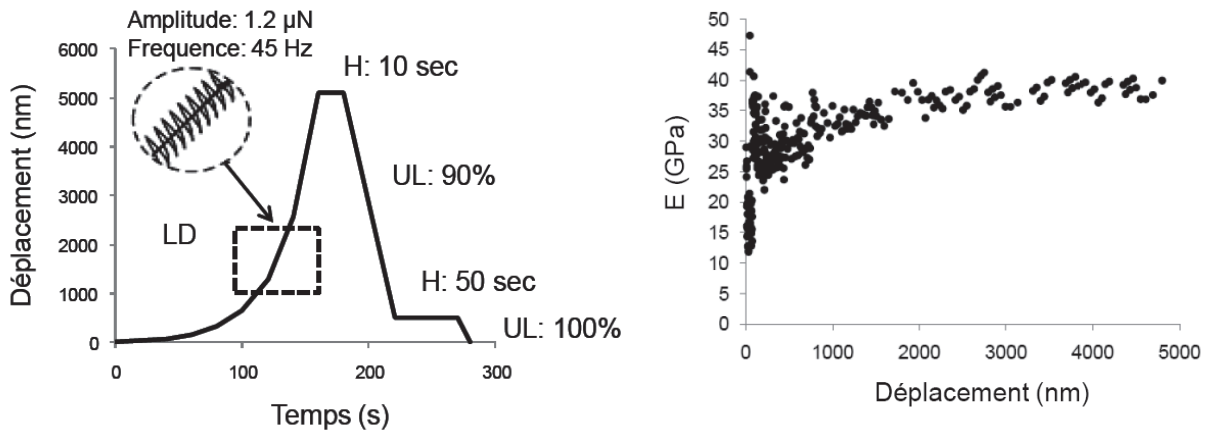 Amplitude: 1.2 µN
Frequence: 45 Hz
6000
5000
4000
3000
2000
1000
0
Déplacement (nm)
H: 10 sec
UL: 90%
LD
H: 50 sec
UL: 100%
0 100 200 300
Temps (s)
50
45
40
35
30
25
20
15
10
5
0
E (GPa)
0 1000 2000 3000 4000 5000
Déplacement (nm)